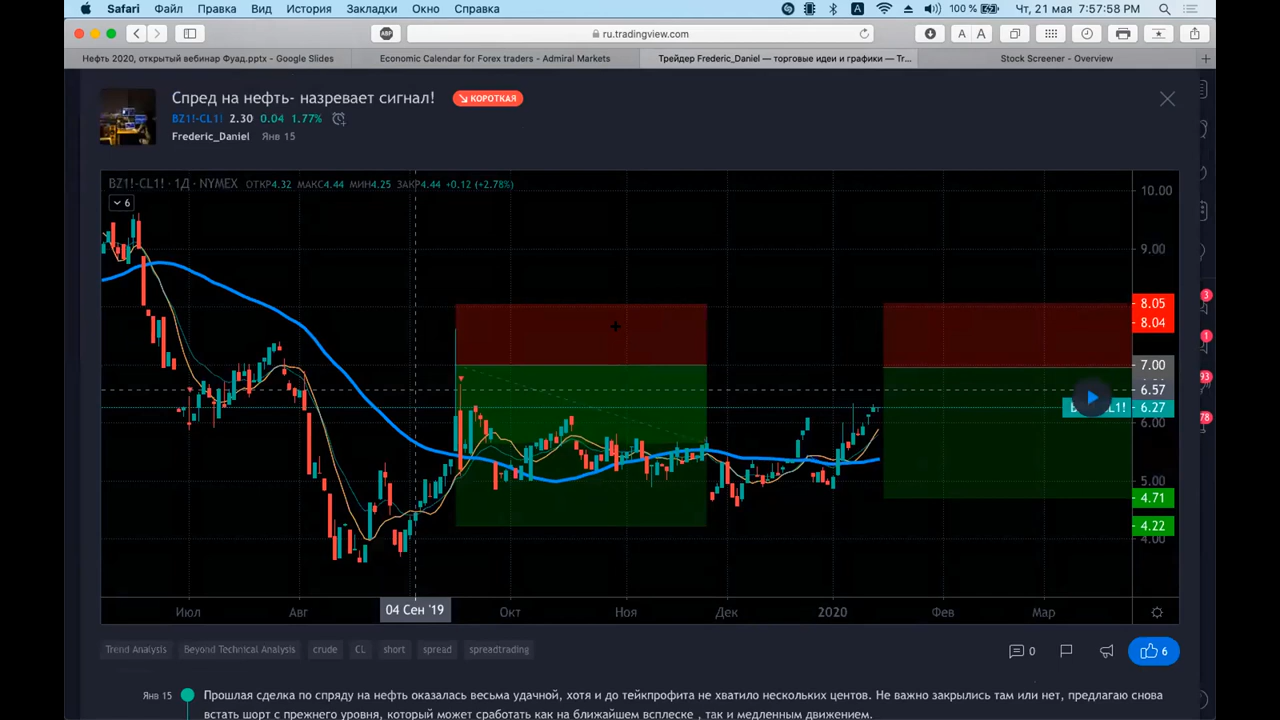 Safari Файл Правка Вид История Закладки Окно Справка
100 % Чт, 21 мая 7:57:58 PM
ru.tradingview.com
Нефть 2020, открытый вебинар Фуад.pptx - Google Slides
Economic Calendar for Forex traders - Admiral Markets
Трейдер Frederic_Daniel — торговые идеи и графики — Tr...
Stock Screener - Overview
Спред на нефть- назревает сигнал! КОРОТКАЯ
BZ1!-CL1! 2.30 0.04 1.77%
Frederic_Daniel Янв 15
BZ1!-CL1! · 1Д · NYMEX ОТКР4.32 МАКС4.44 МИН4.25 ЗАКР4.44 +0.12 (+2.78%)
6
10.00
9.00
8.05
8.04
7.00
6.57
6.27
6.00
5.00
4.71
4.22
4.00
Июл Авг 04 Сен '19 Окт Ноя Дек 2020 Фев Мар
Trend Analysis Beyond Technical Analysis crude CL short spread spreadtrading
0 6
Янв 15 Прошлая сделка по спряду на нефть оказалась весьма удачной, хотя и до тейкпрофита не хватило нескольких центов. Не важно закрылись там или нет, предлагаю снова
встать шорт с прежнего уровня, который может сработать как на ближайшем всплеске , так и медленным движением.